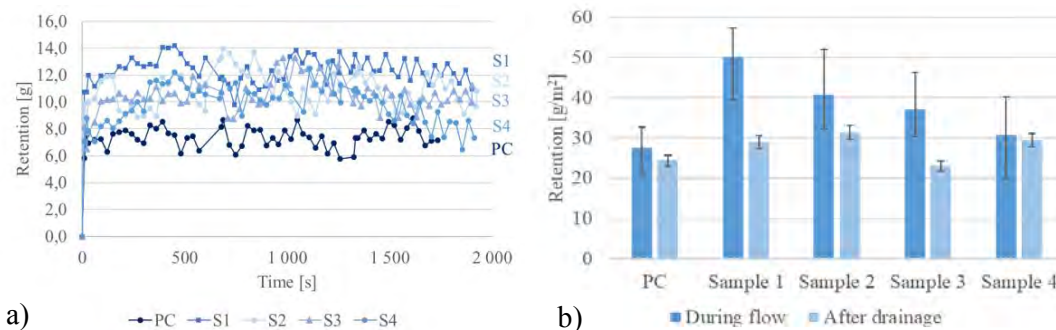 16,0
14,0
12,0
10,0
8,0
6,0
4,0
2,0
0,0
Retention [g]
0
500
1 000
1 500
2 000
Time [s]
S1
S2
S3
S4
PC
PC
S1
S2
S3
S4
a)
60
50
40
30
20
10
0
Retention [g/m²]
PC
Sample 1
Sample 2
Sample 3
Sample 4
During flow
After drainage
b)